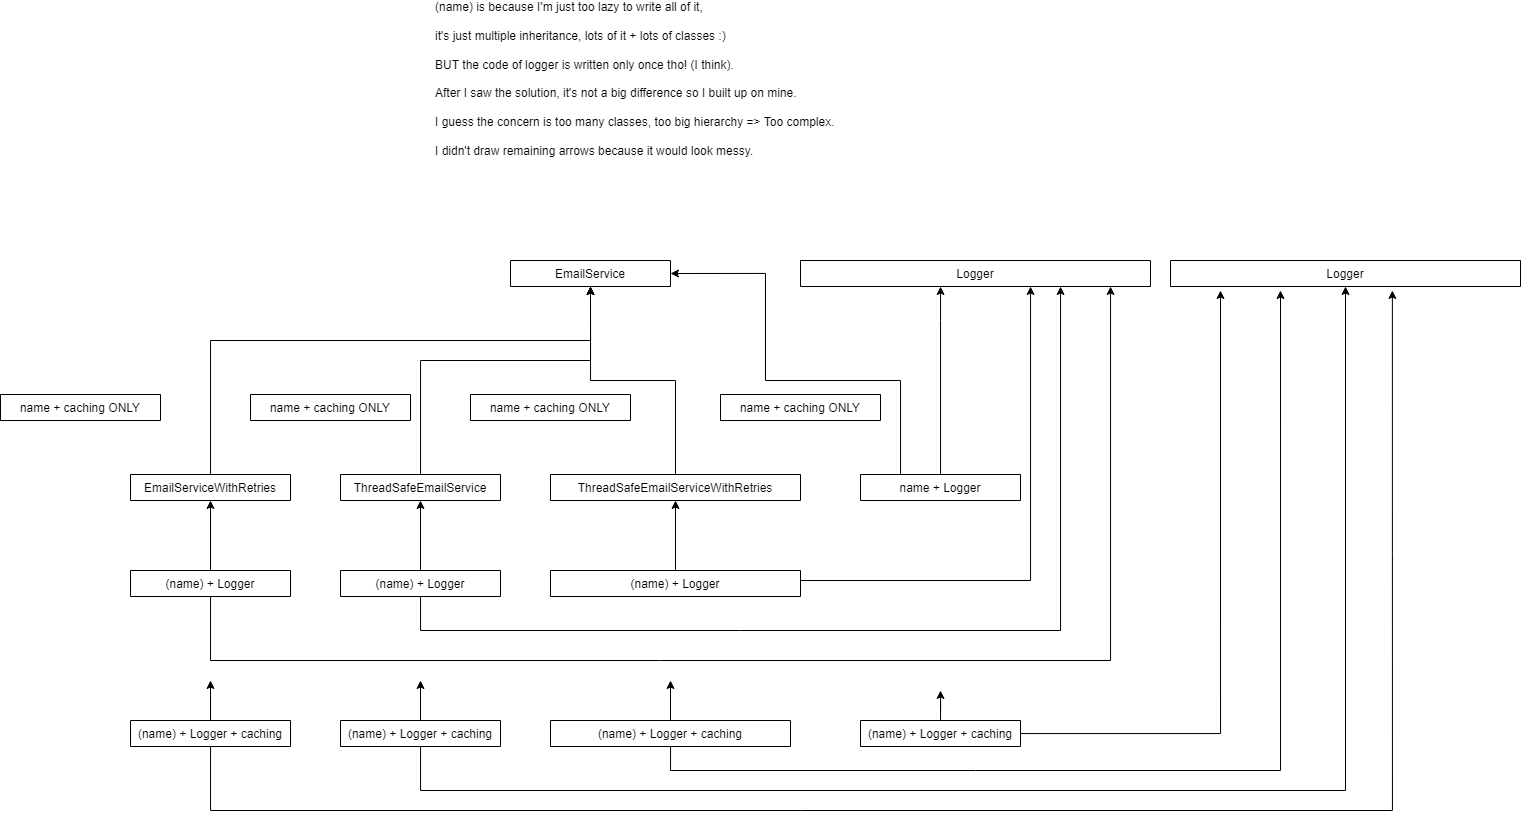 (name) is because I'm just too lazy to write all of it,
it's just multiple inheritance, lots of it + lots of classes :)
BUT the code of logger is written only once tho! (I think).
After I saw the solution, it's not a big difference so I built up on mine.
I guess the concern is too many classes, too big hierarchy => Too complex.
I didn't draw remaining arrows because it would look messy.
EmailService
Logger
Logger
name + caching ONLY
name + caching ONLY
name + caching ONLY
name + caching ONLY
EmailServiceWithRetries
ThreadSafeEmailService
ThreadSafeEmailServiceWithRetries
name + Logger
(name) + Logger
(name) + Logger
(name) + Logger
(name) + Logger + caching
(name) + Logger + caching
(name) + Logger + caching
(name) + Logger + caching